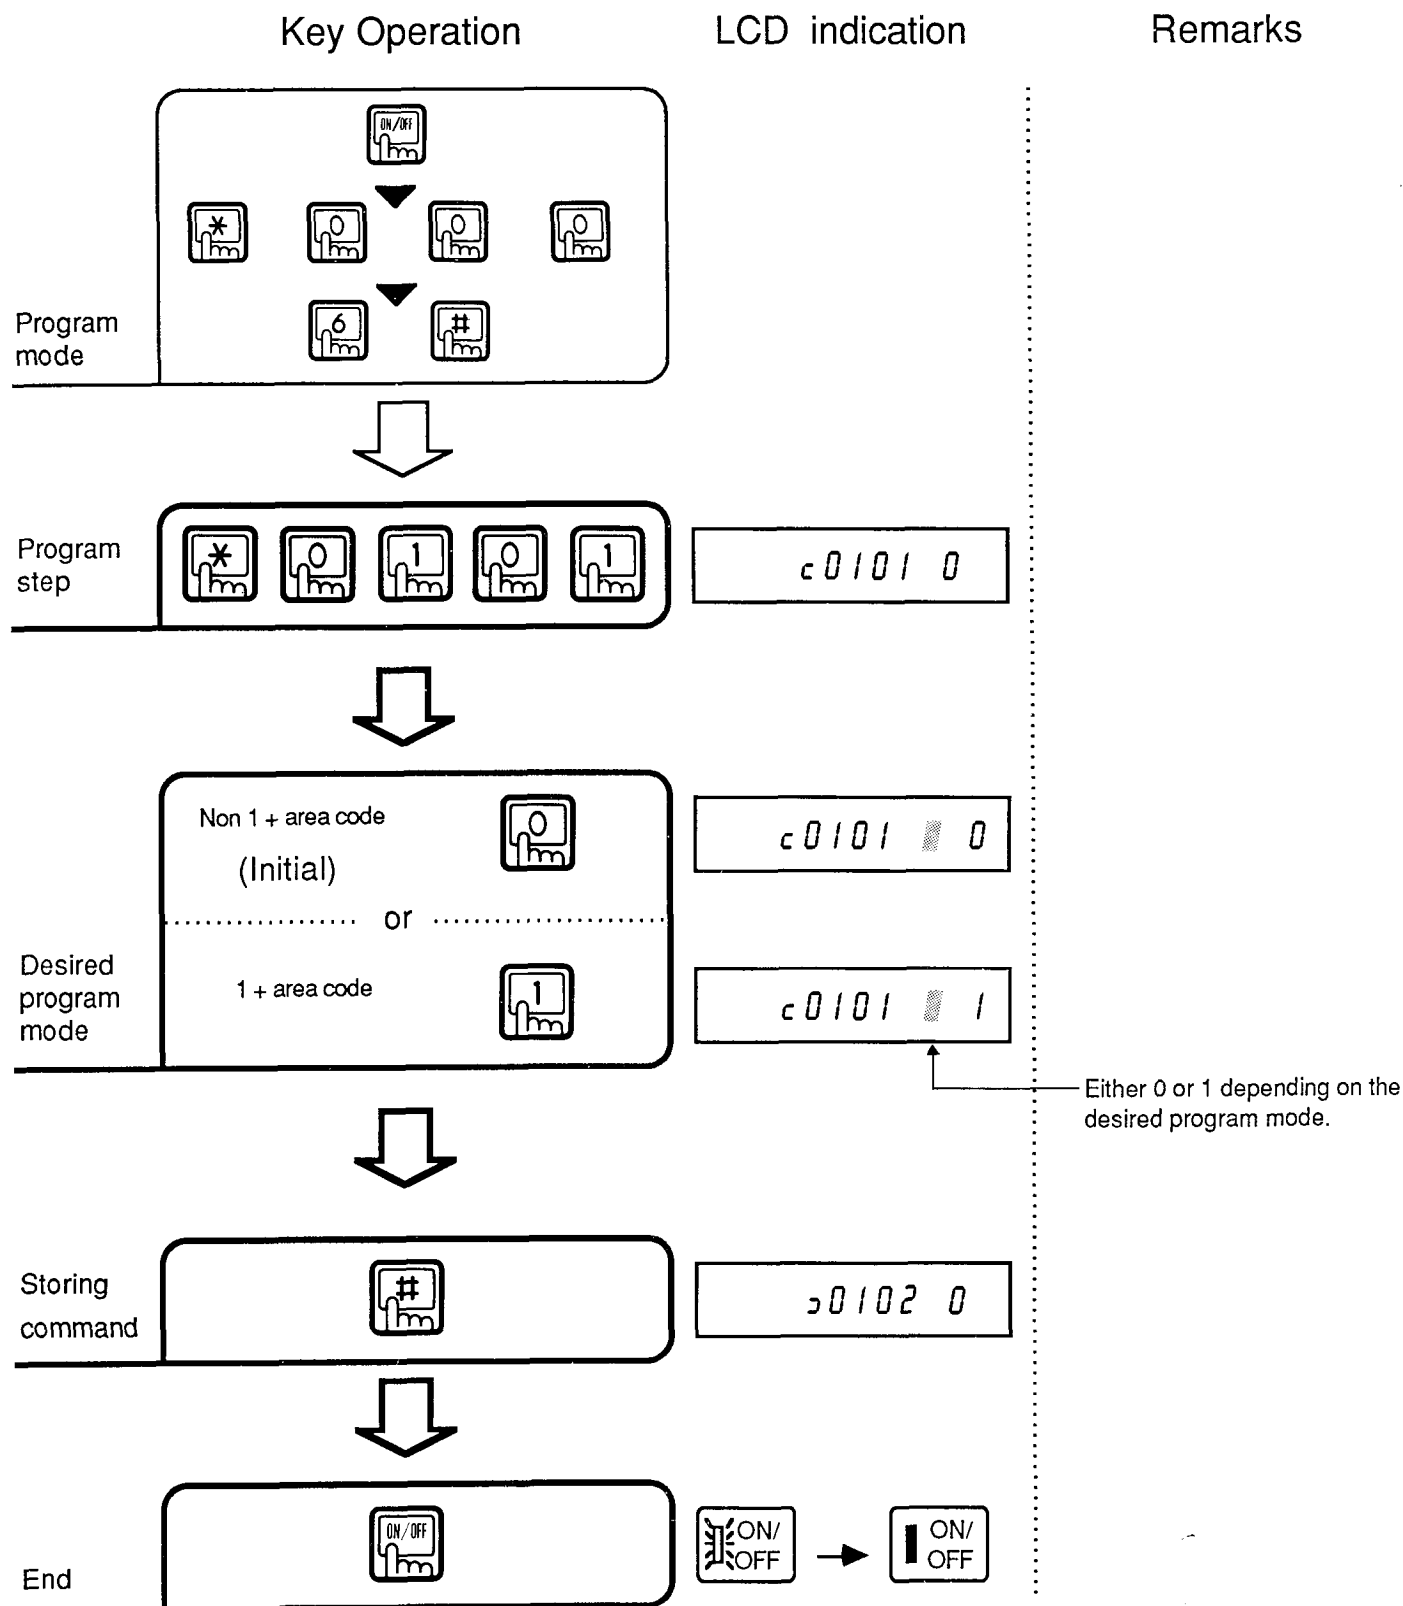 Key Operation LCD indication Remarks
ON/OFF
* 0 0 0
6 #
Program
mode
Program
step
* 0 1 0 1
c0101 0
Non 1 + area code
(Initial)
0
c0101 0
or
Desired
program
mode
1 + area code
1
c0101 1
Either 0 or 1 depending on the
desired program mode.
Storing
command
#
ɔ0102 0
End
ON/OFF
ON/
OFF
ON/
OFF